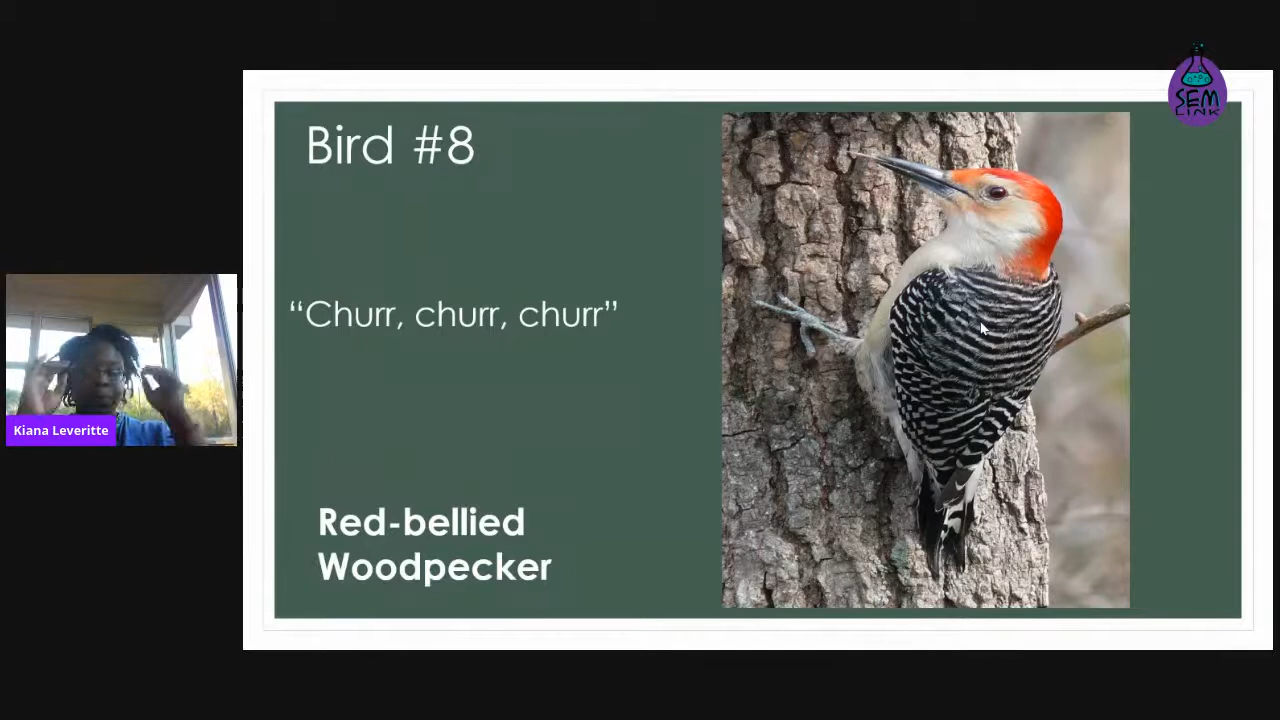 Bird #8
SEM
LINK
“Churr, churr, churr”
Kiana Leveritte
Red-bellied
Woodpecker